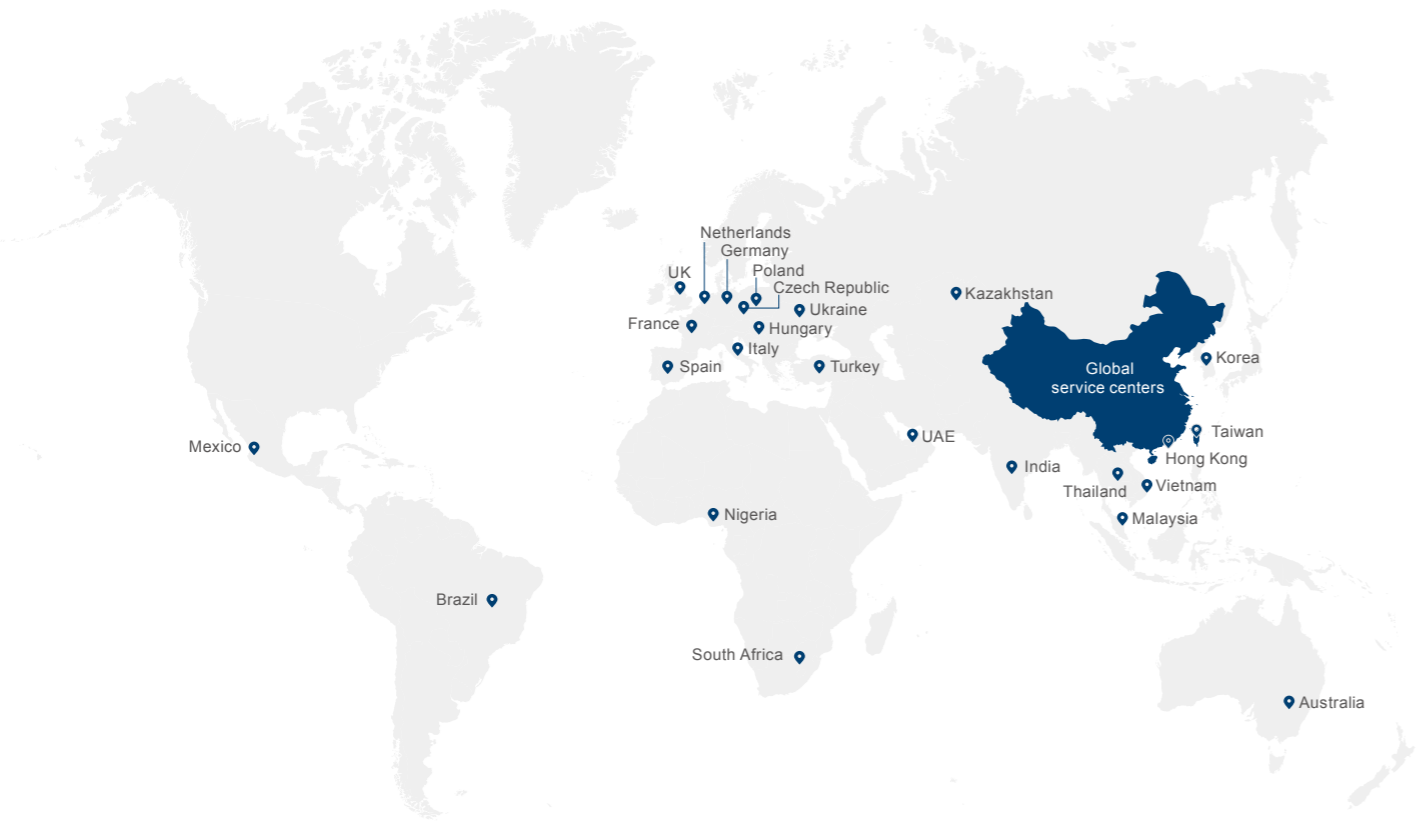 Netherlands
Germany
UK
Poland
Czech Republic
Kazakhstan
Ukraine
France
Hungary
Italy
Korea
Spain
Turkey
Global
service centers
Taiwan
UAE
Mexico
Hong Kong
India
Vietnam
Thailand
Nigeria
Malaysia
Brazil
South Africa
Australia